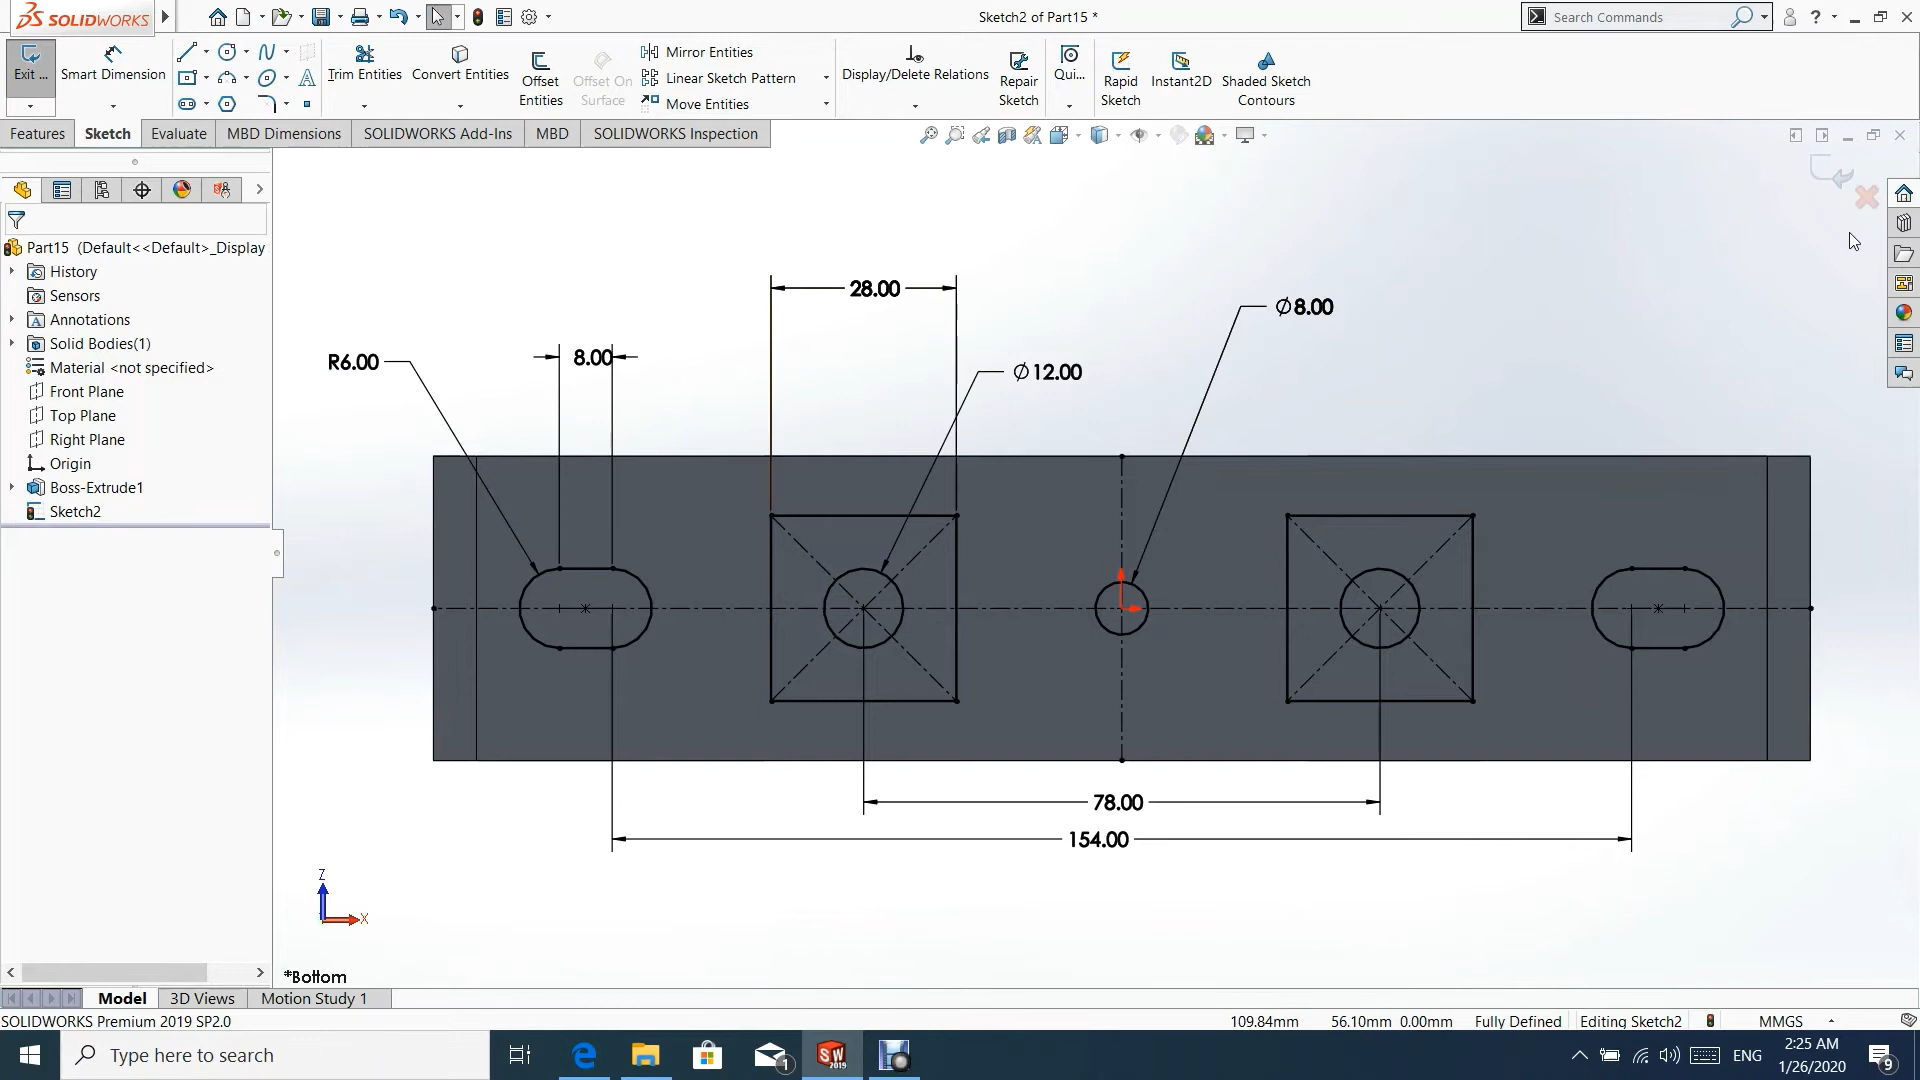 SOLIDWORKS
Sketch2 of Part15 *
Search Commands
?
Exit ...
Smart Dimension
Trim Entities
Convert Entities
Offset Entities
Offset On Surface
Mirror Entities
Linear Sketch Pattern
Move Entities
Display/Delete Relations
Repair Sketch
Qui...
Rapid Sketch
Instant2D
Shaded Sketch Contours
Features
Sketch
Evaluate
MBD Dimensions
SOLIDWORKS Add-Ins
MBD
SOLIDWORKS Inspection
Part15 (Default<<Default>_Display
History
Sensors
Annotations
Solid Bodies(1)
Material <not specified>
Front Plane
Top Plane
Right Plane
Origin
Boss-Extrude1
Sketch2
28.00
∅8.00
R6.00
8.00
∅12.00
78.00
154.00
Z
X
*Bottom
Model
3D Views
Motion Study 1
SOLIDWORKS Premium 2019 SP2.0
109.84mm
56.10mm
0.00mm
Fully Defined
Editing Sketch2
MMGS
Type here to search
1
SW
2019
ENG
2:25 AM
1/26/2020
9